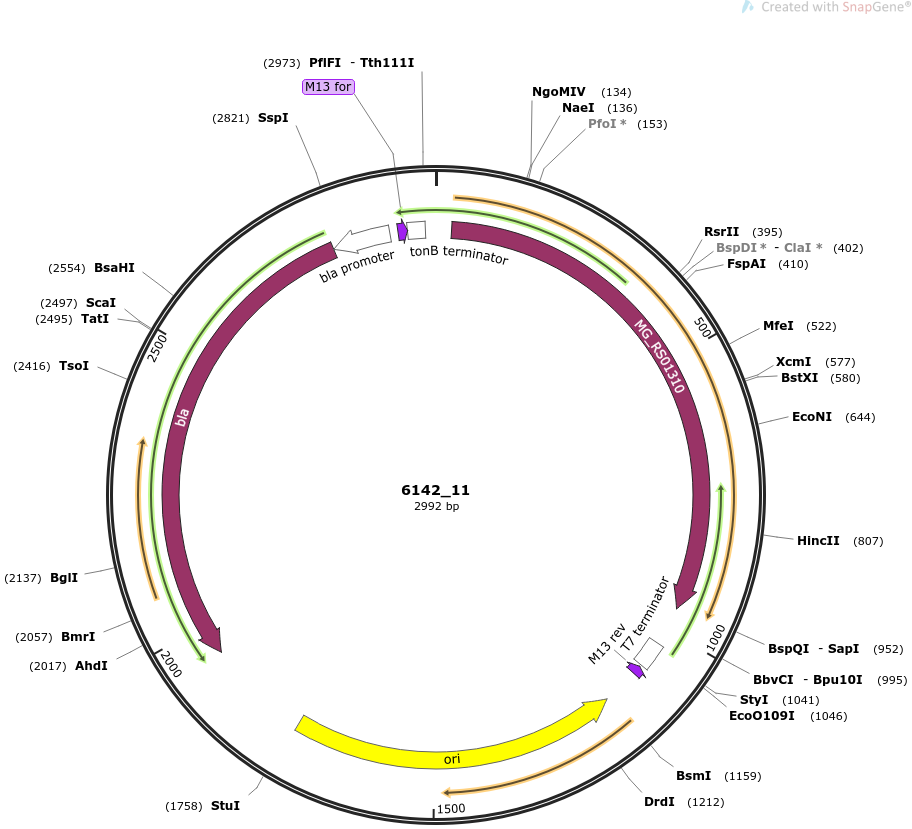 Created with SnapGene®
(2973) PflFI - Tth111I
M13 for
NgoMIV (134)
NaeI (136)
(2821) SspI
PfoI * (153)
RsrII (395)
BspDI * - ClaI * (402)
bla promoter
tonB terminator
FspAI (410)
(2554) BsaHI
(2497) ScaI
(2495) TatI
MfeI (522)
500
2500
MG_RS01310
(2416) TsoI
XcmI (577)
BstXI (580)
bla
EcoNI (644)
6142_11
2992 bp
HincII (807)
(2137) BglI
T7 terminator
(2057) BmrI
M13 rev
1000
BspQI - SapI (952)
(2017) AhdI
2000
BbvCI - Bpu10I (995)
StyI (1041)
EcoO109I (1046)
ori
BsmI (1159)
DrdI (1212)
(1758) StuI
1500